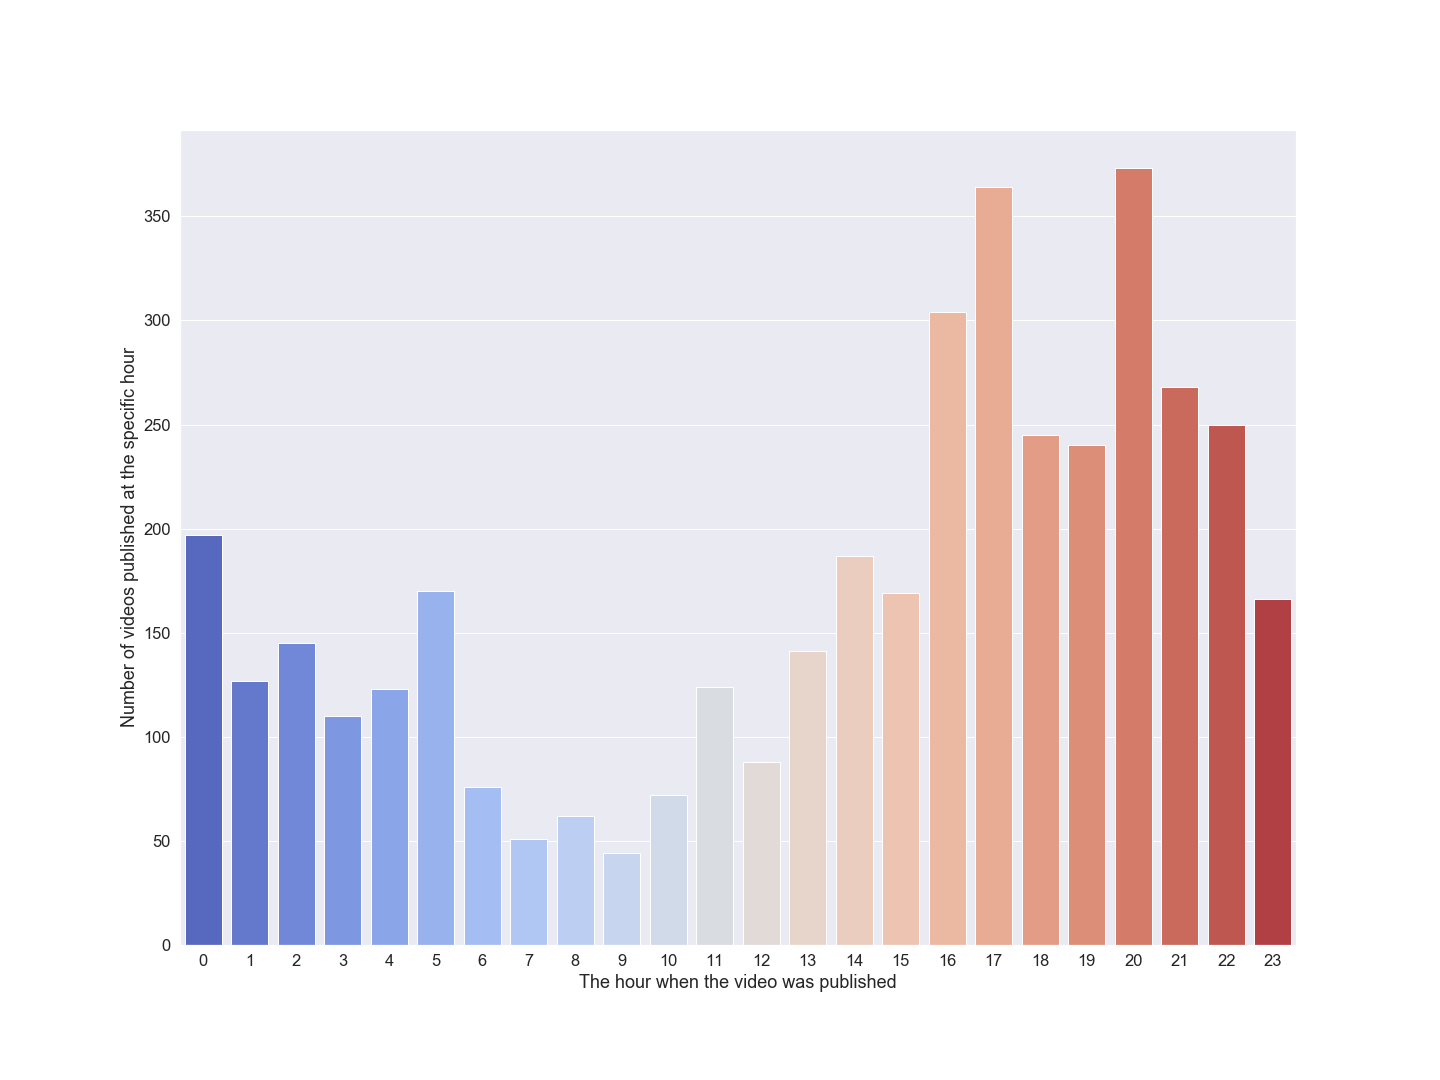 350
300
250
200
150
100
50
0
Number of videos published at the specific hour
0 1 2 3 4 5 6 7 8 9 10 11 12 13 14 15 16 17 18 19 20 21 22 23
The hour when the video was published